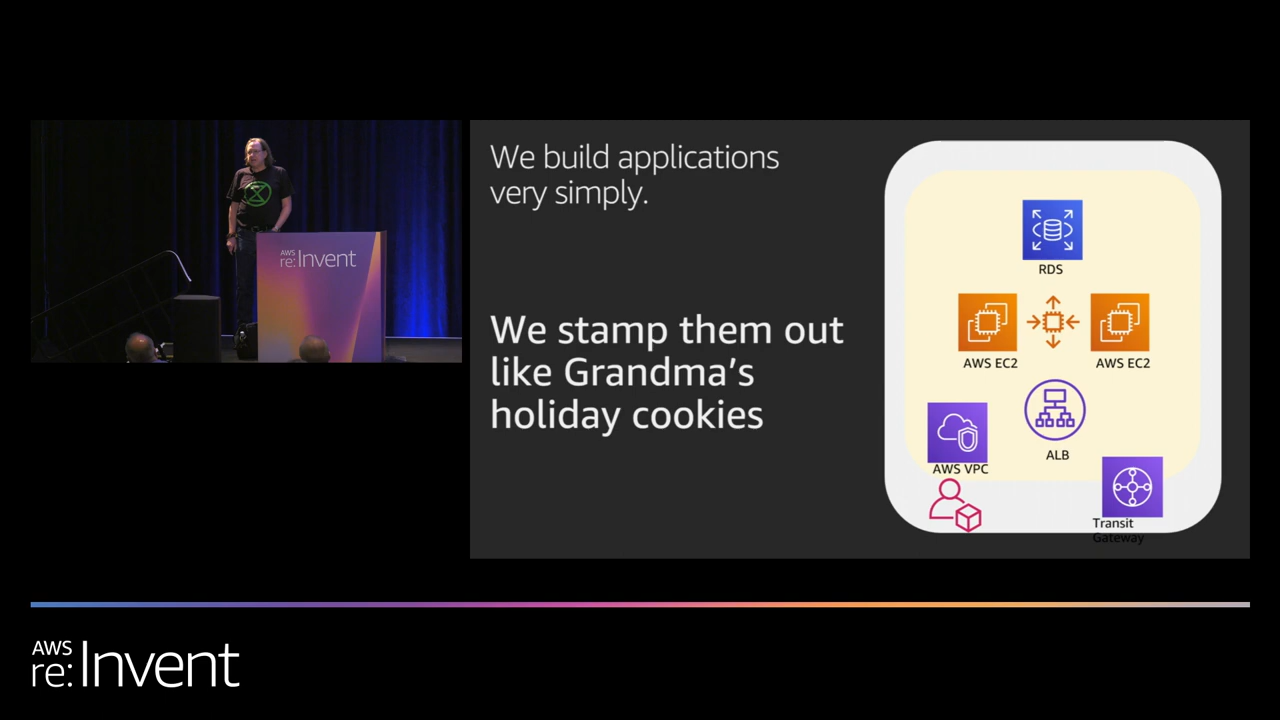 AWS
re:Invent
We build applications
very simply.
We stamp them out
like Grandma's
holiday cookies
RDS
AWS EC2
AWS EC2
ALB
AWS VPC
Transit
Gateway
AWS
re:Invent